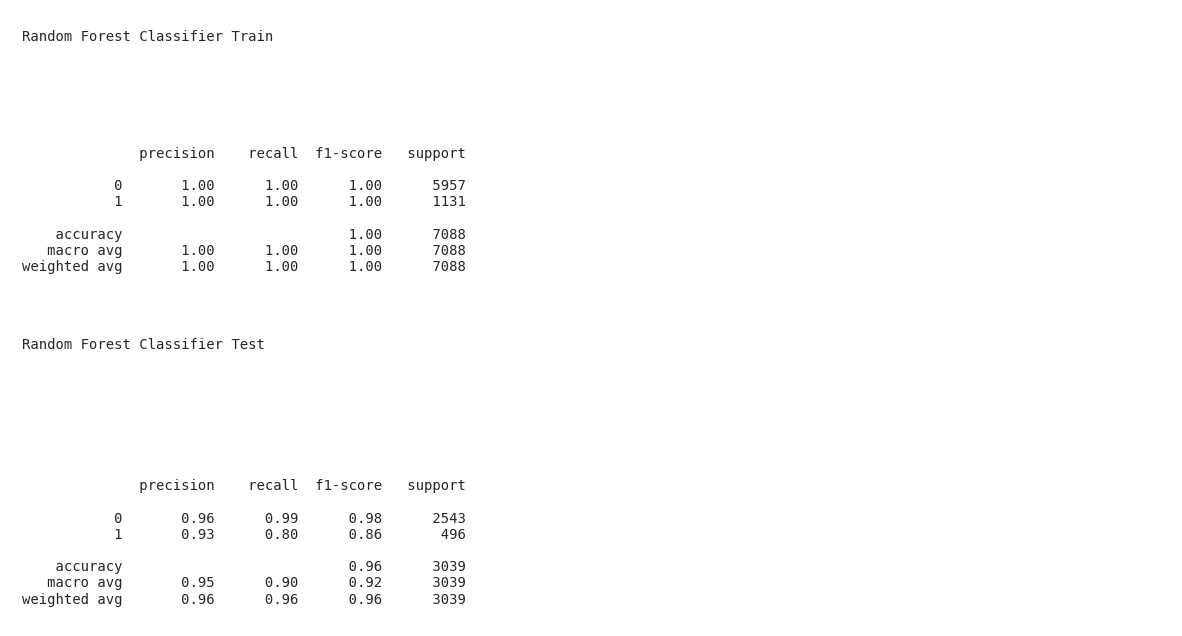 Random Forest Classifier Train
precision recall f1-score support
0 1.00 1.00 1.00 5957
1 1.00 1.00 1.00 1131
accuracy 1.00 7088
macro avg 1.00 1.00 1.00 7088
weighted avg 1.00 1.00 1.00 7088
Random Forest Classifier Test
precision recall f1-score support
0 0.96 0.99 0.98 2543
1 0.93 0.80 0.86 496
accuracy 0.96 3039
macro avg 0.95 0.90 0.92 3039
weighted avg 0.96 0.96 0.96 3039